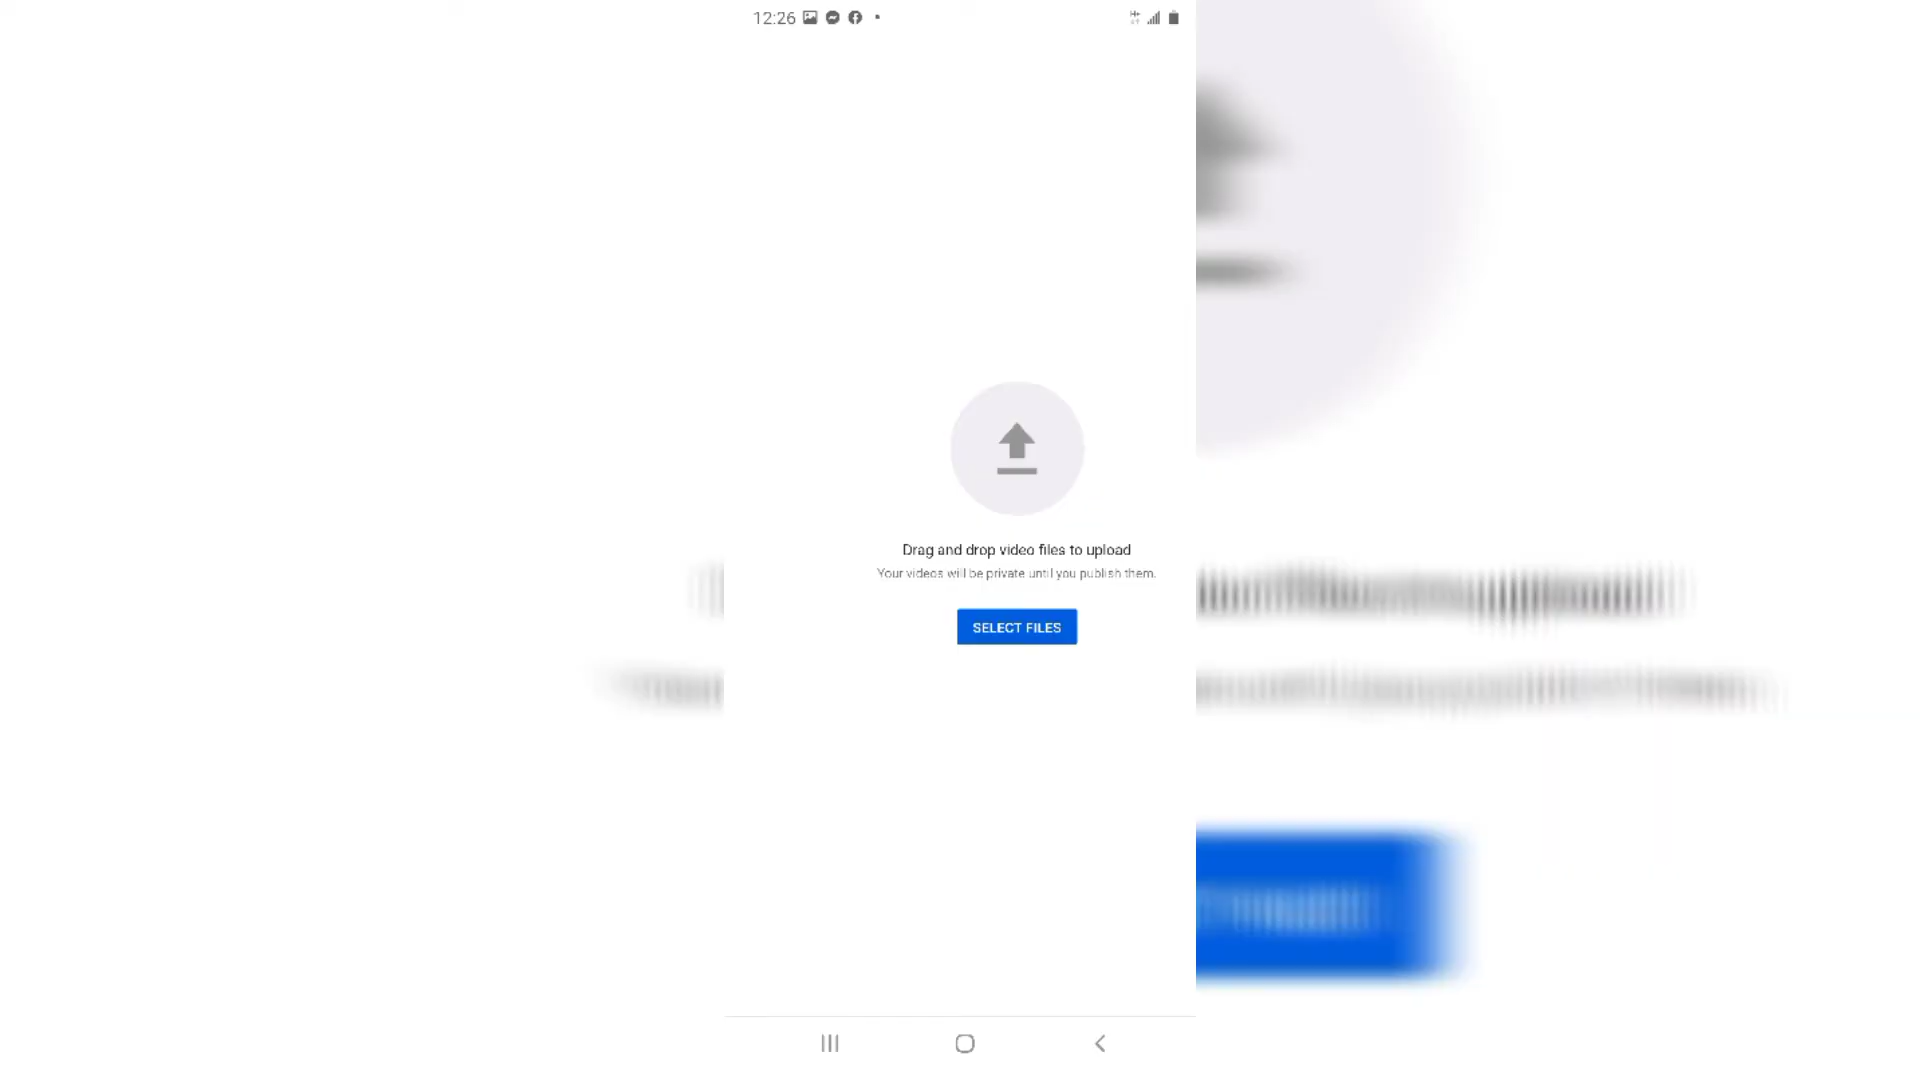 12:26
Drag and drop video files to upload
Your videos will be private until you publish them.
SELECT FILES